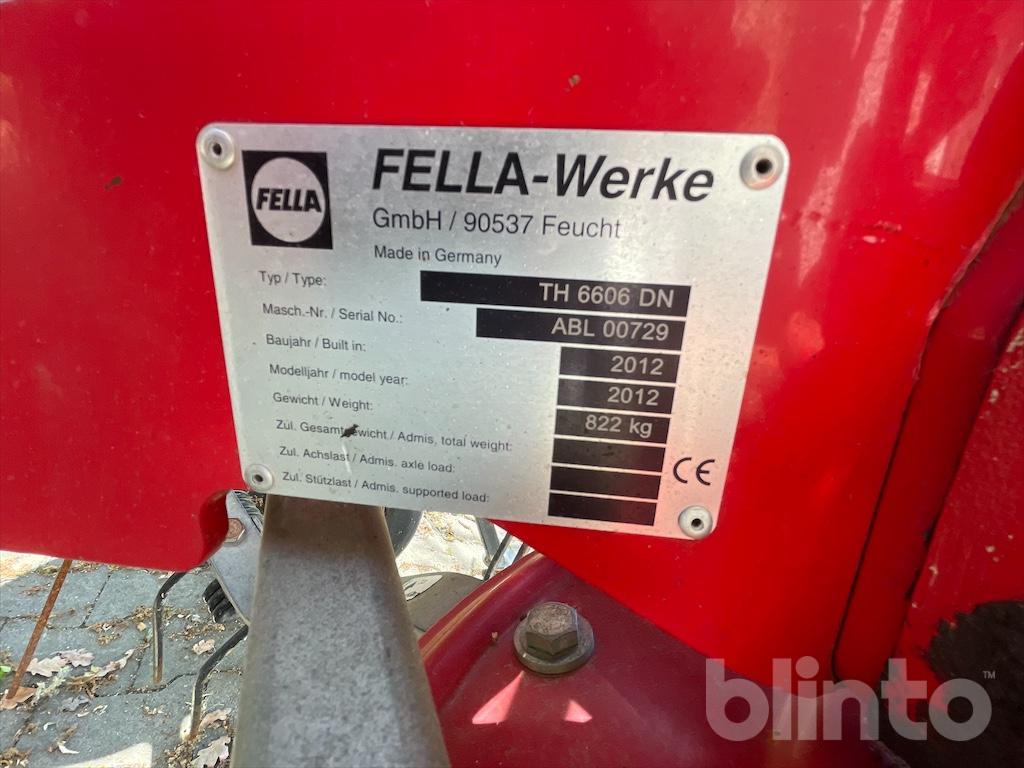 FELLA
FELLA-Werke
GmbH / 90537 Feucht
Made in Germany
Typ / Type: TH 6606 DN
Masch.-Nr. / Serial No.: ABL 00729
Baujahr / Built in: 2012
Modelljahr / model year: 2012
Gewicht / Weight: 822 kg
Zul. Gesamtgewicht / Admis, total weight:
Zul. Achslast / Admis. axle load:
Zul. Stützlast / Admis. supported load:
CE
blinto™